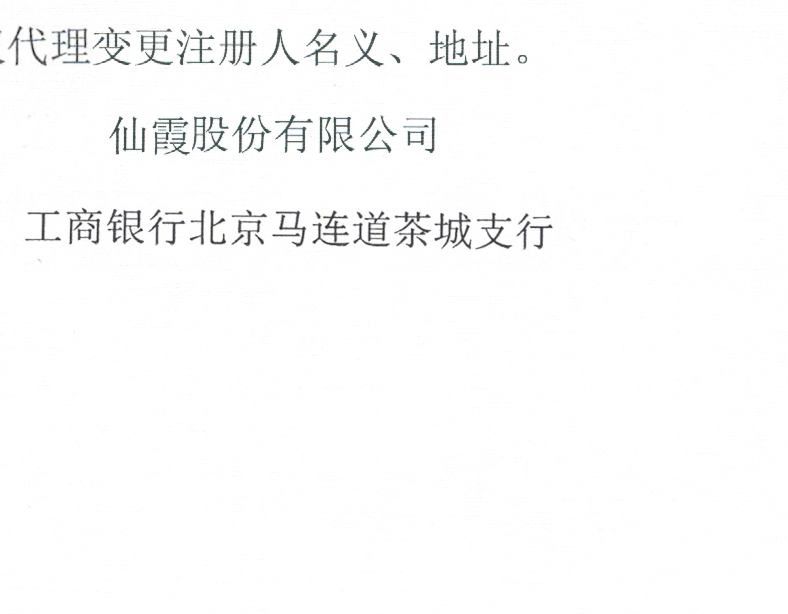 代理变更注册人名义、地址。
仙霞股份有限公司
工商银行北京马连道茶城支行